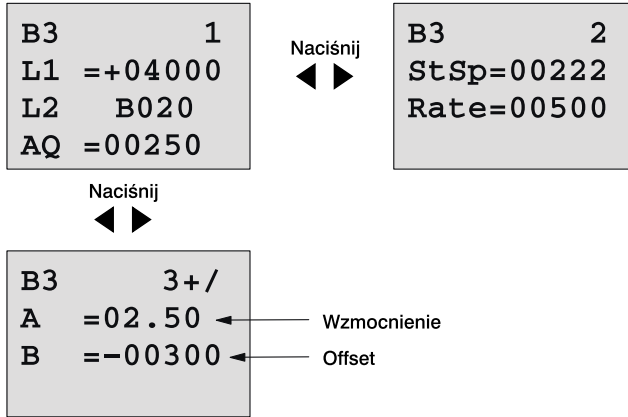 B3 1
L1 =+04000
L2 B020
AQ =00250
Naciśnij
B3 2
StSp=00222
Rate=00500
Naciśnij
B3 3+/
A =02.50
B =-00300
Wzmocnienie
Offset